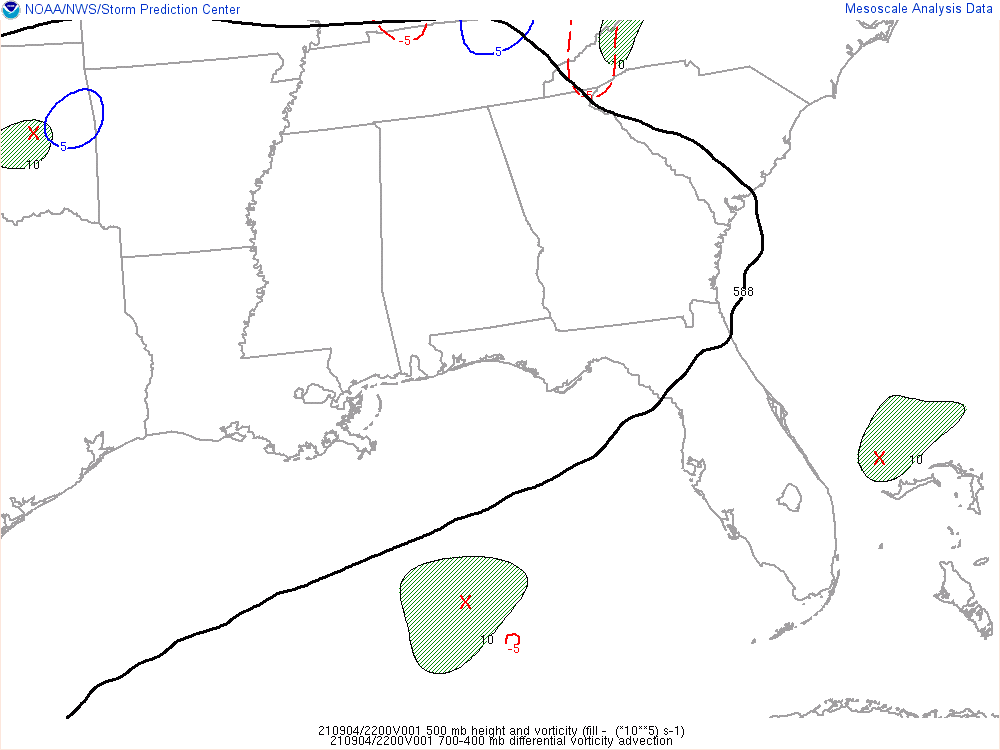 NOAA/NWS/Storm Prediction Center
Mesoscale Analysis Data
-5
5
10
-5
X
5
10
588
X
10
X
10
-5
210904/2200V001 500 mb height and vorticity (fill - (*10**5) s-1)
210904/2200V001 700-400 mb differential vorticity advection